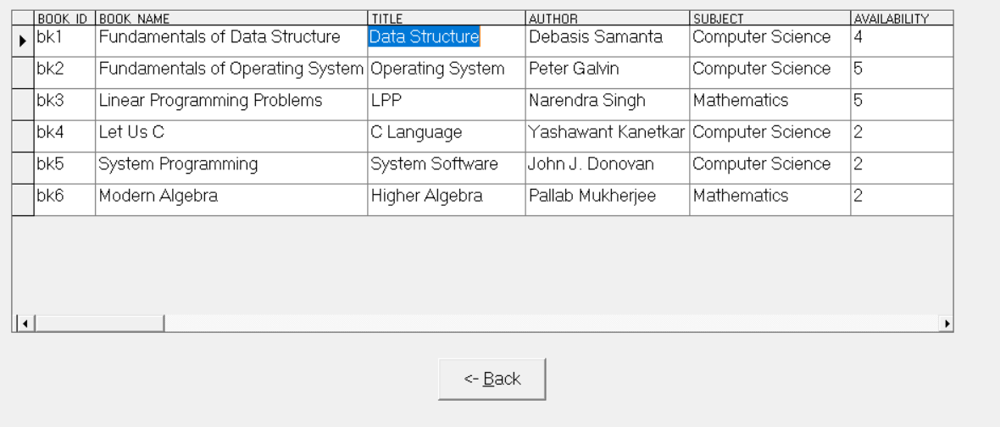 BOOK_ID BOOK_NAME TITLE AUTHOR SUBJECT AVAILABILITY
bk1 Fundamentals of Data Structure Data Structure Debasis Samanta Computer Science 4
bk2 Fundamentals of Operating System Operating System Peter Galvin Computer Science 5
bk3 Linear Programming Problems LPP Narendra Singh Mathematics 5
bk4 Let Us C C Language Yashawant Kanetkar Computer Science 2
bk5 System Programming System Software John J. Donovan Computer Science 2
bk6 Modern Algebra Higher Algebra Pallab Mukherjee Mathematics 2
<- Back